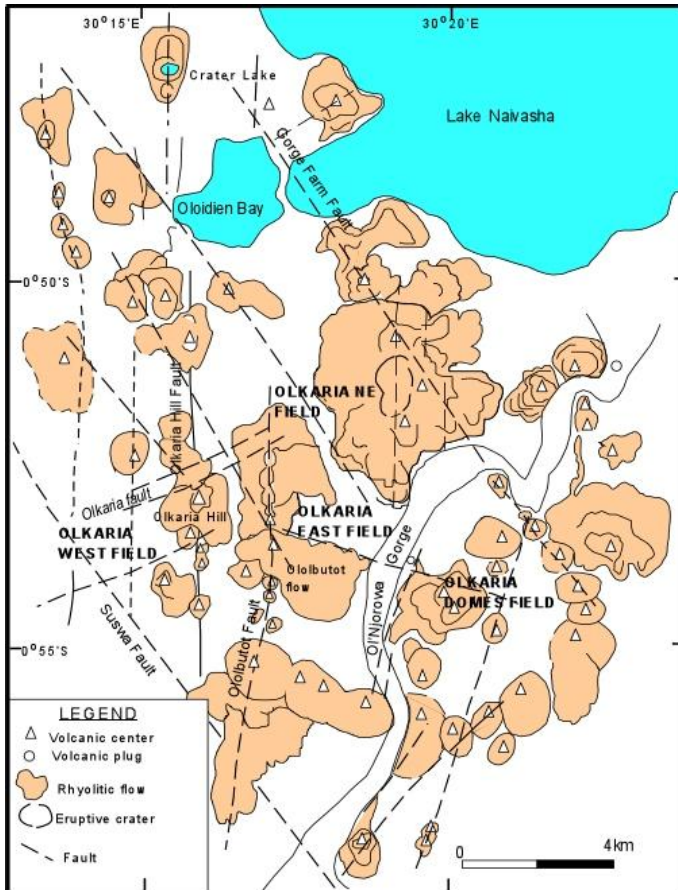 30°15'E
30°20'E
Crater Lake
Lake Naivasha
Gorge Farm Fault
Oloidien Bay
0°50'S
OLKARIA NE
FIELD
Olkaria Hill Fault
Olkaria fault
Olkaria Hill
OLKARIA
WEST FIELD
OLKARIA
EAST FIELD
Gorge
Ol'Njorowa
Ololbutot
flow
OLKARIA
DOMES FIELD
Suswa Fault
Ololbutot Fault
0°55'S
LEGEND
Volcanic center
Volcanic plug
Rhyolitic flow
Eruptive crater
Fault
0 4km